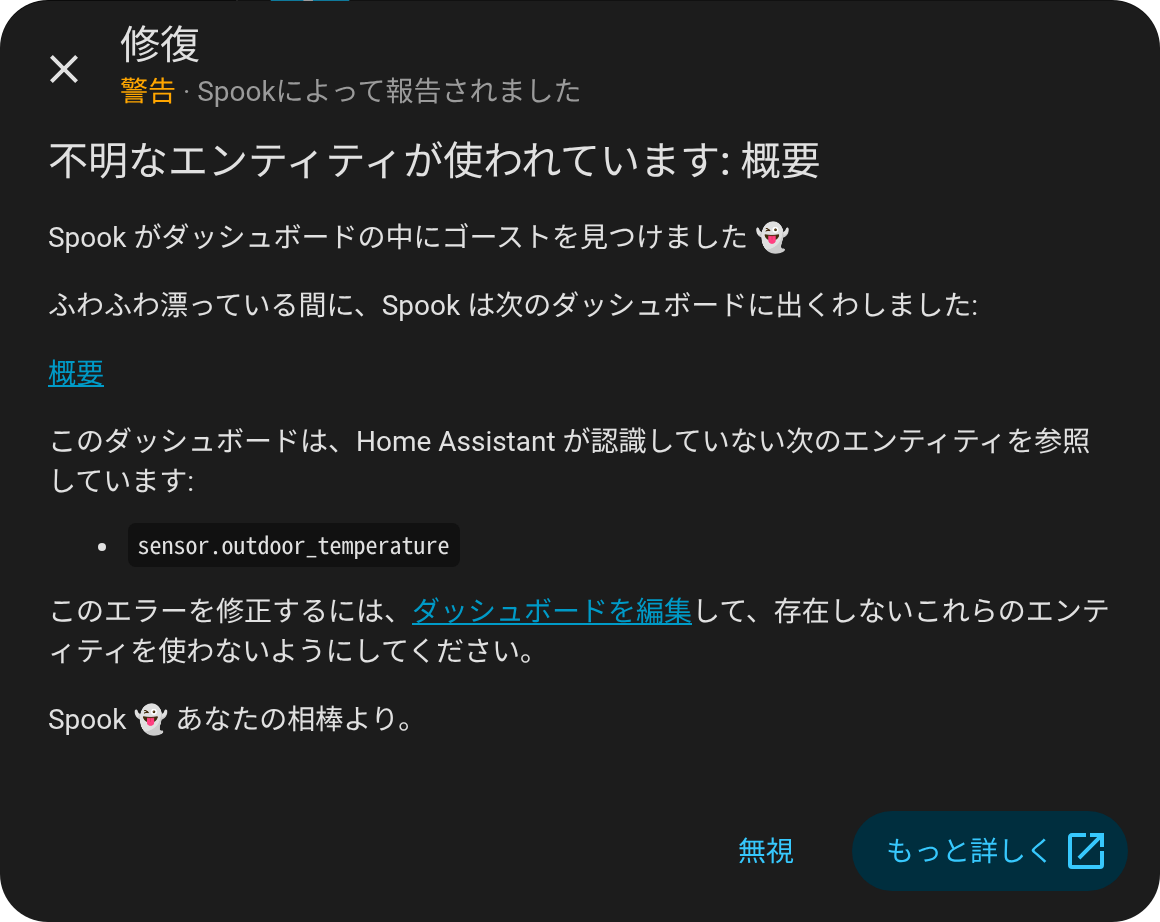 修復
警告 · Spookによって報告されました
不明なエンティティが使われています: 概要
Spook がダッシュボードの中にゴーストを見つけました 👻
ふわふわ漂っている間に、Spook は次のダッシュボードに出くわしました:
概要
このダッシュボードは、Home Assistant が認識していない次のエンティティを参照
しています:
• sensor.outdoor_temperature
このエラーを修正するには、ダッシュボードを編集して、存在しないこれらのエンテ
ィティを使わないようにしてください。
Spook 👻 あなたの相棒より。
無視 もっと詳しく